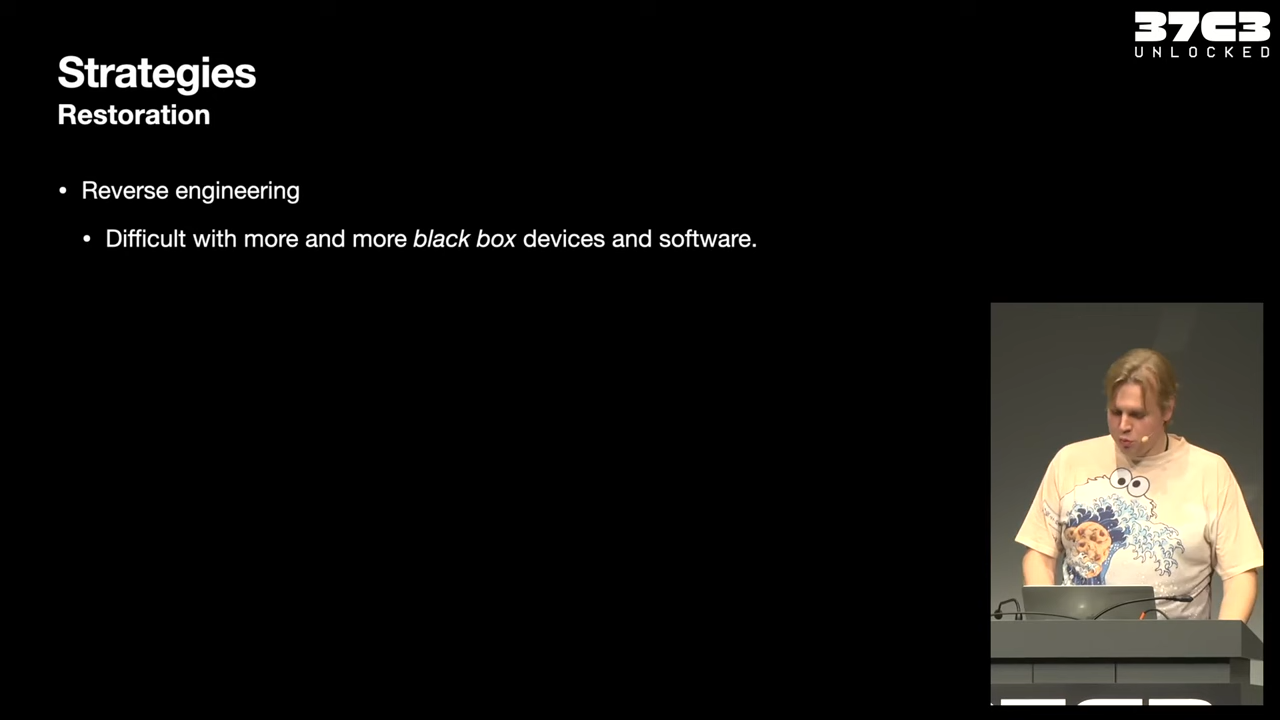 37C3
UNLOCKED
Strategies
Restoration
• Reverse engineering
• Difficult with more and more black box devices and software.